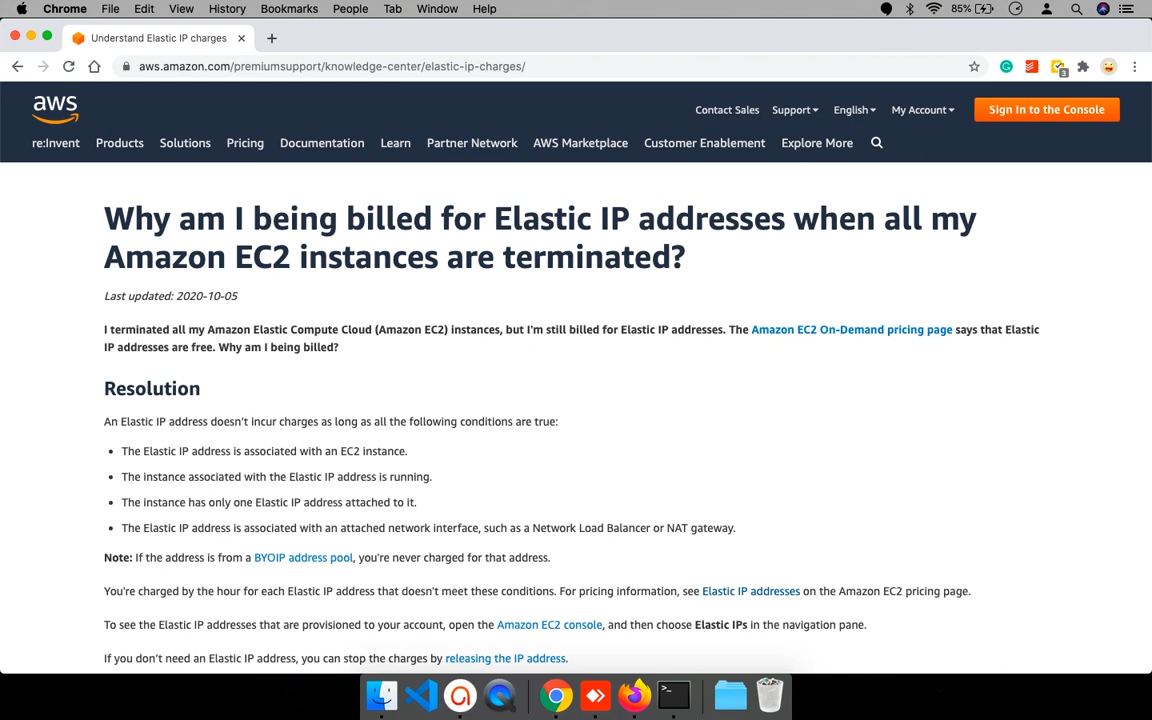 Chrome File Edit View History Bookmarks People Tab Window Help 85%
Understand Elastic IP charges
aws.amazon.com/premiumsupport/knowledge-center/elastic-ip-charges/
3
aws
Contact Sales Support English My Account Sign In to the Console
re:Invent Products Solutions Pricing Documentation Learn Partner Network AWS Marketplace Customer Enablement Explore More
Why am I being billed for Elastic IP addresses when all my
Amazon EC2 instances are terminated?
Last updated: 2020-10-05
I terminated all my Amazon Elastic Compute Cloud (Amazon EC2) instances, but I'm still billed for Elastic IP addresses. The Amazon EC2 On-Demand pricing page says that Elastic
IP addresses are free. Why am I being billed?
Resolution
An Elastic IP address doesn't incur charges as long as all the following conditions are true:
• The Elastic IP address is associated with an EC2 instance.
• The instance associated with the Elastic IP address is running.
• The instance has only one Elastic IP address attached to it.
• The Elastic IP address is associated with an attached network interface, such as a Network Load Balancer or NAT gateway.
Note: If the address is from a BYOIP address pool, you're never charged for that address.
You're charged by the hour for each Elastic IP address that doesn't meet these conditions. For pricing information, see Elastic IP addresses on the Amazon EC2 pricing page.
To see the Elastic IP addresses that are provisioned to your account, open the Amazon EC2 console, and then choose Elastic IPs in the navigation pane.
If you don't need an Elastic IP address, you can stop the charges by releasing the IP address.